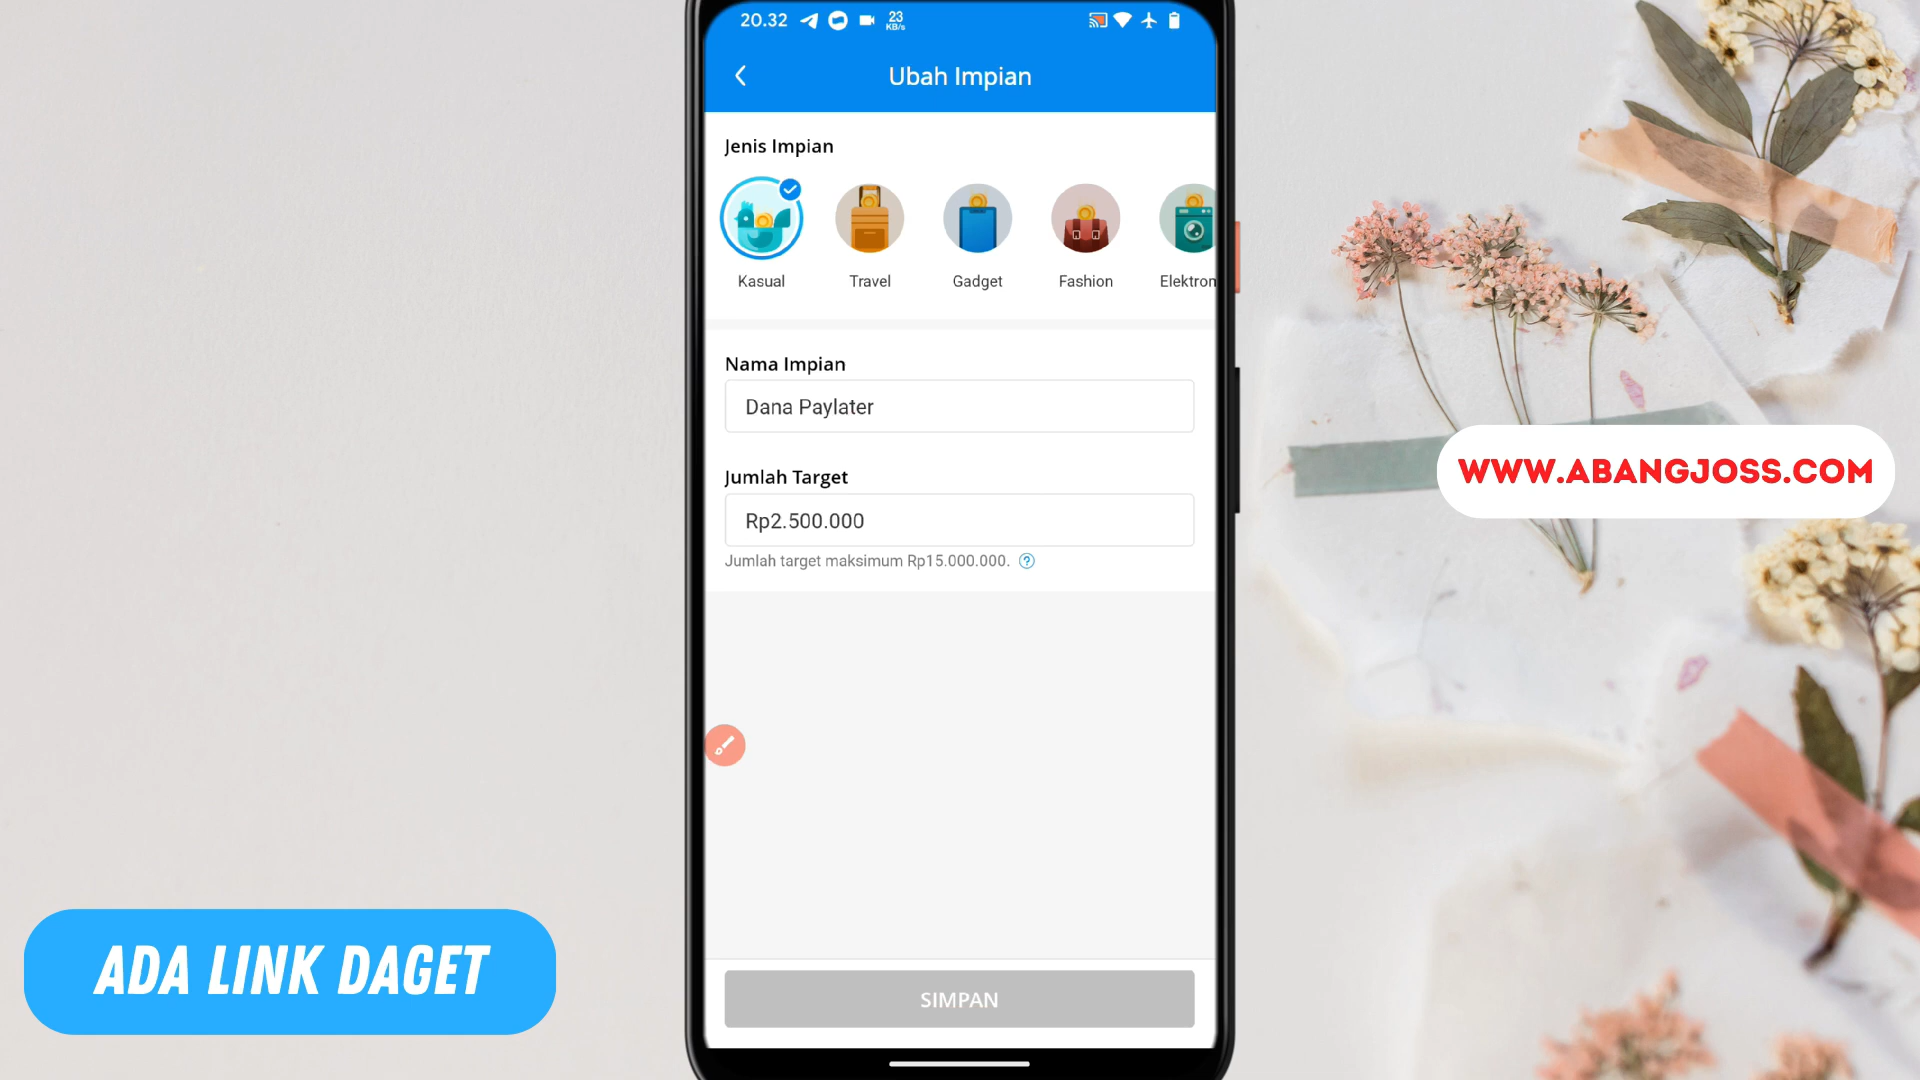 20.32
23
KB/s
Ubah Impian
Jenis Impian
Kasual
Travel
Gadget
Fashion
Elektron
Nama Impian
Dana Paylater
Jumlah Target
Rp2.500.000
Jumlah target maksimum Rp15.000.000.
?
WWW.ABANGJOSS.COM
ADA LINK DAGET
SIMPAN